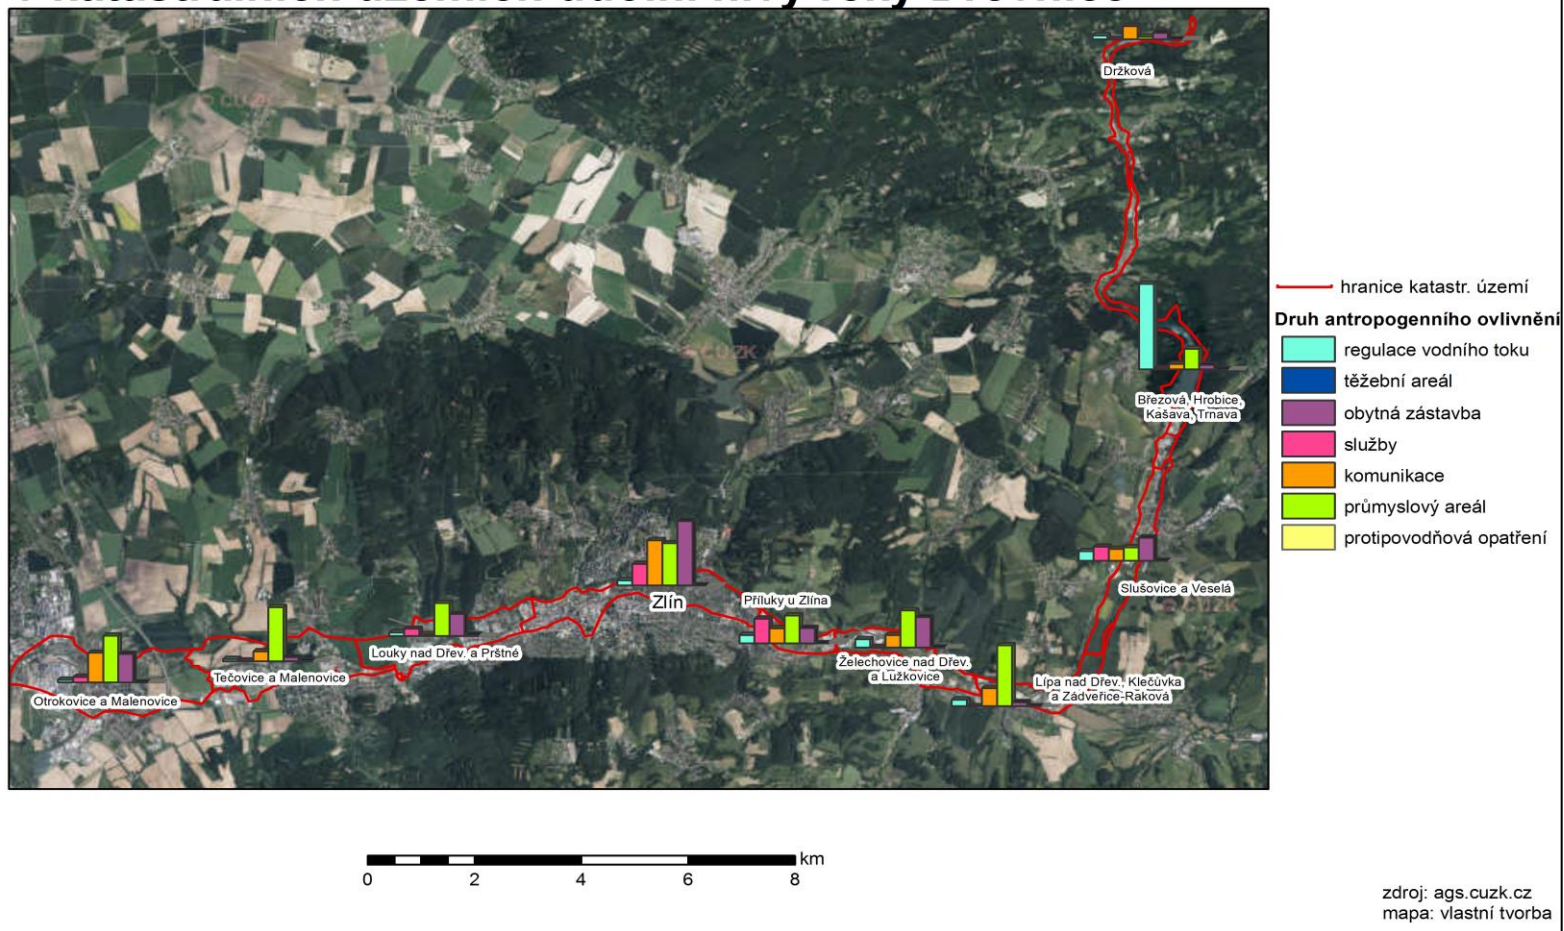 Držková
hranice katastr. území
Druh antropogenního ovlivnění
regulace vodního toku
těžební areál
obytná zástavba
služby
komunikace
průmyslový areál
protipovodňová opatření
Březová, Hrobice,
Kašava, Trnava
Slušovice a Veselá
Zlín
Příluky u Zlína
Louky nad Dřev. a Prštné
Želechovice nad Dřev.
a Lužkovice
Tečovice a Malenovice
Lípa nad Dřev., Klečůvka
a Zádveřice-Raková
Otrokovice a Malenovice
km
0 2 4 6 8
zdroj: ags.cuzk.cz
mapa: vlastní tvorba